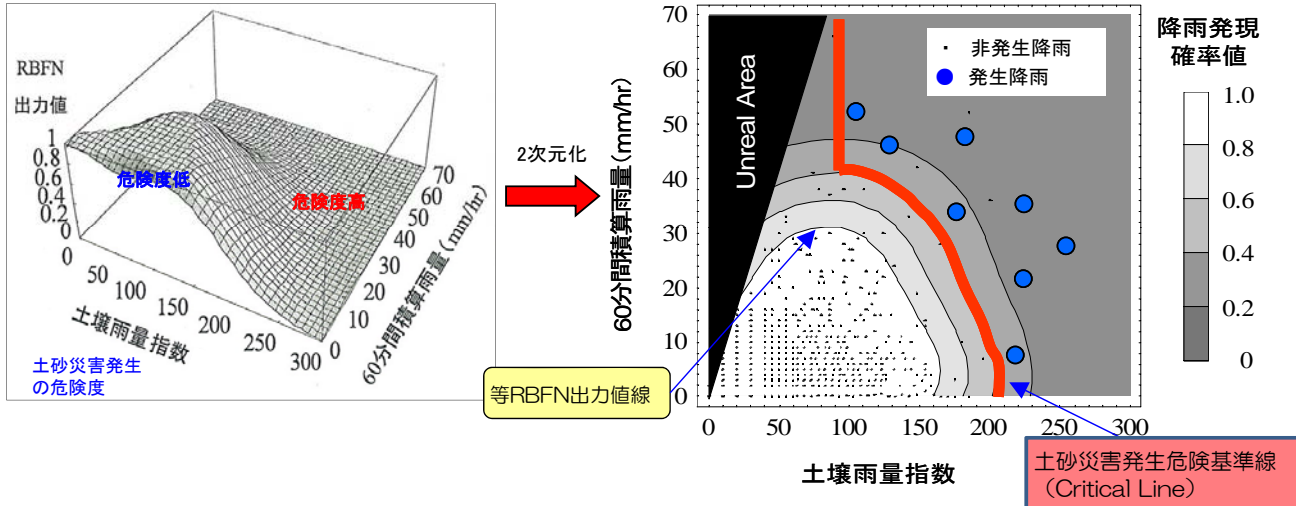 RBFN
出力値
1
0.8
0.6
0.4
0.2
0
危険度低
危険度高
0
50
100
150
200
250
300
土壌雨量指数
0
10
20
30
40
50
60
70
60分間積算雨量(mm/hr)
土砂災害発生
の危険度
2次元化
70
60
50
40
30
20
10
0
60分間積算雨量(mm/hr)
Unreal Area
非発生降雨
発生降雨
0
50
100
150
200
250
300
土壌雨量指数
降雨発現
確率値
1.0
0.8
0.6
0.4
0.2
0
等RBFN出力値線
土砂災害発生危険基準線
(Critical Line)